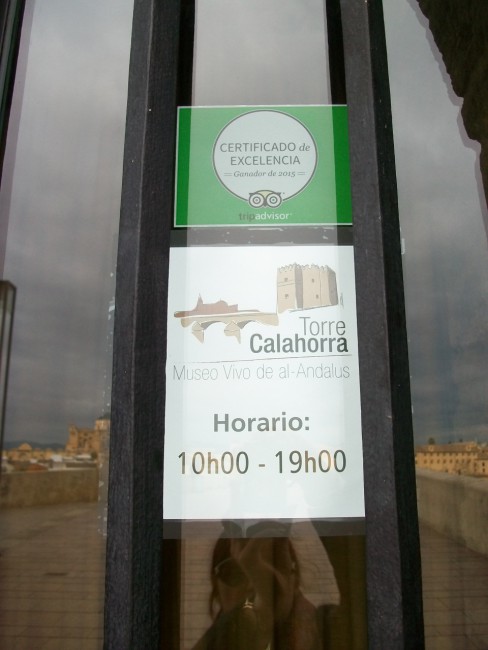 CERTIFICADO de
EXCELENCIA
Ganador de 2015
tripadvisor
Torre
Calahorra
Museo Vivo de al-Andalus
Horario:
10h00 - 19h00